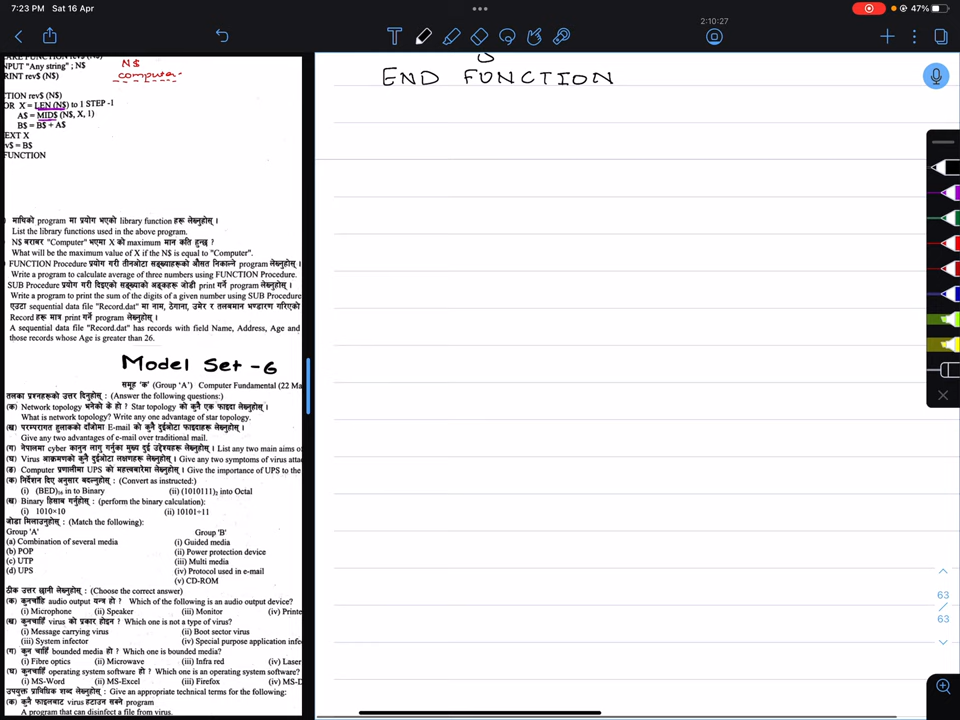 7:23 PM Sat 16 Apr
47%
2:10:27
NPUT "Any string" ; N$
RINT rev$ (N$)
N$
computer
CTION rev$ (N$)
OR X = LEN (N$) to 1 STEP -1
A$ = MID$ (N$, X, 1)
B$ = B$ + A$
EXT X
v$ = B$
FUNCTION
END FUNCTION
माथिको program मा प्रयोग भएको library function हरू लेख्नुहोस् ।
List the library functions used in the above program.
N$ बराबर "Computer" भएमा X को maximum मान कति हुन्छ ?
What will be the maximum value of X if the N$ is equal to "Computer".
FUNCTION Procedure प्रयोग गरी तीनओटा सङ्ख्याहरूको औसत निकाल्ने program लेख्नुहोस् ।
Write a program to calculate average of three numbers using FUNCTION Procedure.
SUB Procedure प्रयोग गरी दिइएको सङ्ख्याको अङ्कहरू जोडी print गर्ने program लेख्नुहोस् ।
Write a program to print the sum of the digits of a given number using SUB Procedure
एउटा sequential data file "Record.dat" मा नाम, ठेगाना, उमेर र तलबमान भण्डारण गरिएको
Record हरू मात्र print गर्ने program लेख्नुहोस् ।
A sequential data file "Record.dat" has records with field Name, Address, Age and
those records whose Age is greater than 26.
Model Set -6
समूह 'क' (Group 'A') Computer Fundamental (22 Ma
तलका प्रश्नहरूको उत्तर दिनुहोस् : (Answer the following questions:)
(क) Network topology भनेको के हो ? Star topology को कुनै एक फाइदा लेख्नुहोस् ।
What is network topology? Write any one advantage of star topology.
(ख) परम्परागत हुलाकको दाँजोमा E-mail को कुनै दुईओटा फाइदाहरू लेख्नुहोस् ।
Give any two advantages of e-mail over traditional mail.
(ग) नेपालमा cyber कानुन लागु गर्नुका मुख्य दुई उद्देश्यहरू लेख्नुहोस् । List any two main aims o
(घ) Virus आक्रमणको कुनै दुईओटा लक्षणहरू लेख्नुहोस् । Give any two symptoms of virus atta
(ङ) Computer प्रणालीमा UPS को महत्त्वबारेमा लेख्नुहोस् । Give the importance of UPS to the
(क) निर्देशन दिए अनुसार बदल्नुहोस् : (Convert as instructed:)
(i) (BED)₁₆ in to Binary (ii) (1010111)₂ into Octal
(ख) Binary हिसाब गर्नुहोस् : (perform the binary calculation):
(i) 1010×10 (ii) 10101÷11
जोडा मिलाउनुहोस् : (Match the following):
Group 'A' Group 'B'
(a) Combination of several media (i) Guided media
(b) POP (ii) Power protection device
(c) UTP (iii) Multi media
(d) UPS (iv) Protocol used in e-mail
(v) CD-ROM
ठीक उत्तर छानी लेख्नुहोस् : (Choose the correct answer)
(क) कुनचाहिं audio output यन्त्र हो ? Which of the following is an audio output device?
(i) Microphone (ii) Speaker (iii) Monitor (iv) Printe
(ख) कुनचाहिं virus को प्रकार होइन ? Which one is not a type of virus?
(i) Message carrying virus (ii) Boot sector virus
(iii) System infector (iv) Special purpose application infe
(ग) कुन चाहिं bounded media हो ? Which one is bounded media?
(i) Fibre optics (ii) Microwave (iii) Infra red (iv) Laser
(घ) कुनचाहिं operating system software हो ? Which one is an operating system software?
(i) MS-Word (ii) MS-Excel (iii) Firefox (iv) MS-D
उपयुक्त प्राविधिक शब्द लेख्नुहोस् : Give an appropriate technical terms for the following:
(क) कुनै फाइलबाट virus हटाउन सक्ने program
A program that can disinfect a file from virus.
63
/
63